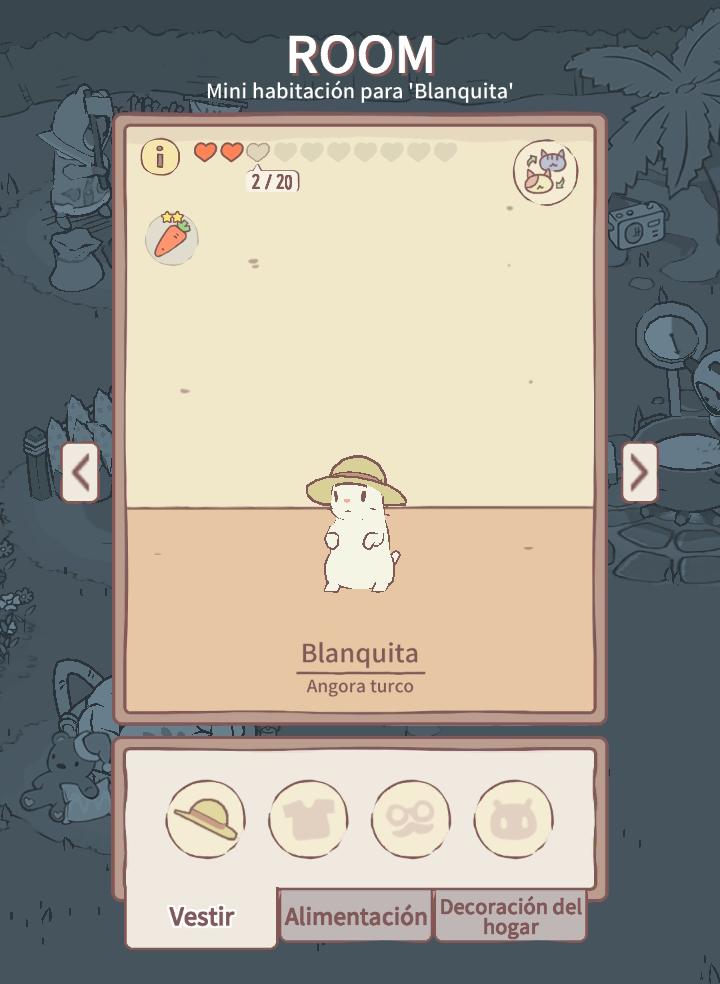 ROOM
Mini habitación para 'Blanquita'
i
2 / 20
Blanquita
Angora turco
Vestir
Alimentación
Decoración del
hogar